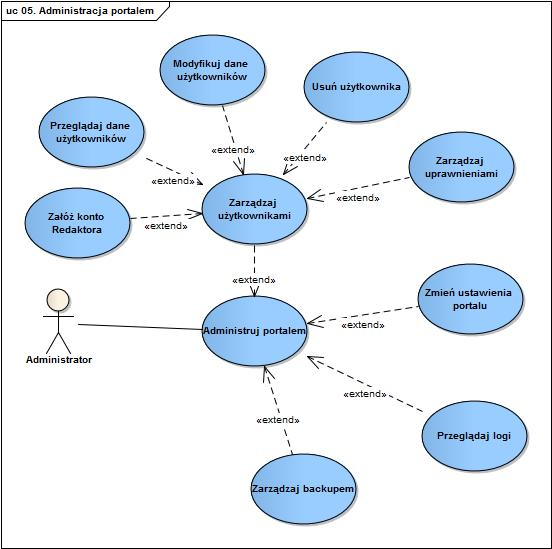 uc 05. Administracja portalem
Modyfikuj dane
użytkowników
Usuń użytkownika
Przeglądaj dane
użytkowników
«extend»
«extend»
«extend»
Zarządzaj
uprawnieniami
Zarządzaj
użytkownikami
«extend»
Załóż konto
Redaktora
«extend»
«extend»
Zmień ustawienia
portalu
Administruj portalem
«extend»
Administrator
«extend»
«extend»
Przeglądaj logi
Zarządzaj backupem